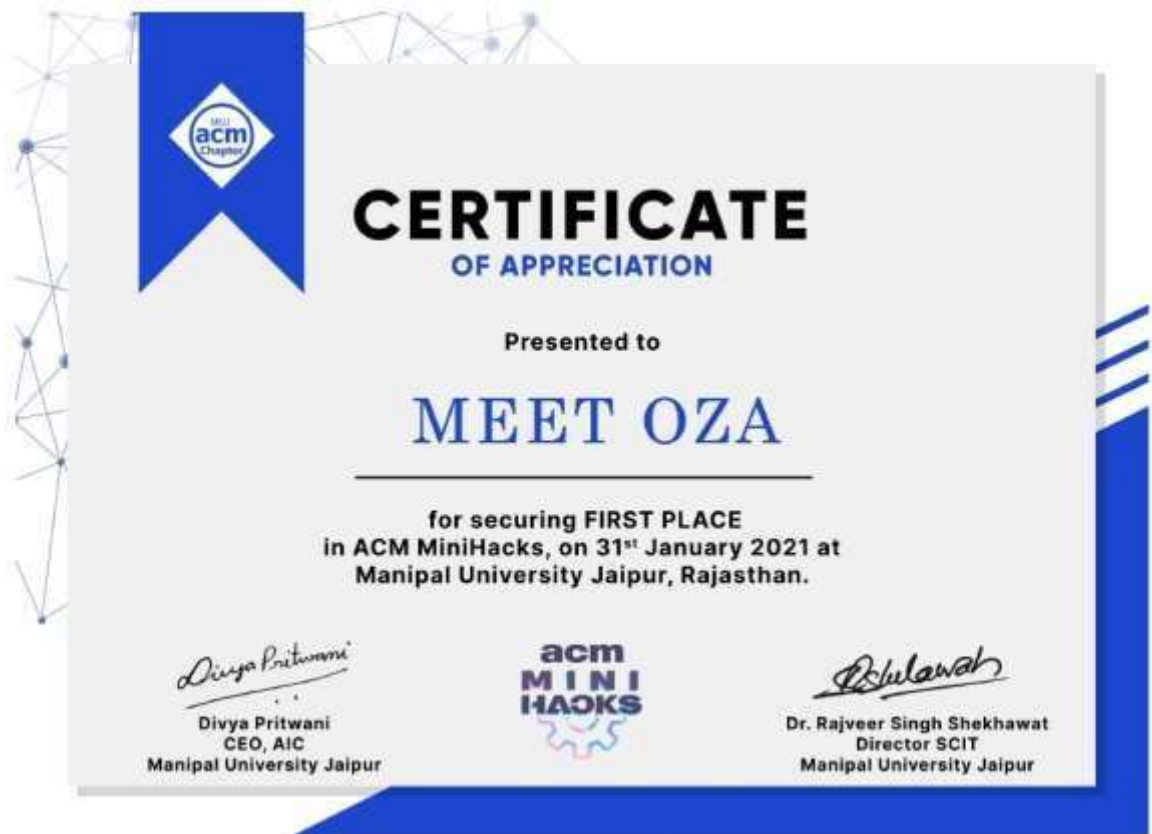 MUJ
acm
Chapter
CERTIFICATE
OF APPRECIATION
Presented to
MEET OZA
for securing FIRST PLACE
in ACM MiniHacks, on 31st January 2021 at
Manipal University Jaipur, Rajasthan.
Divya Pritwani
Divya Pritwani
CEO, AIC
Manipal University Jaipur
acm
MINI
HACKS
RShekawah
Dr. Rajveer Singh Shekhawat
Director SCIT
Manipal University Jaipur